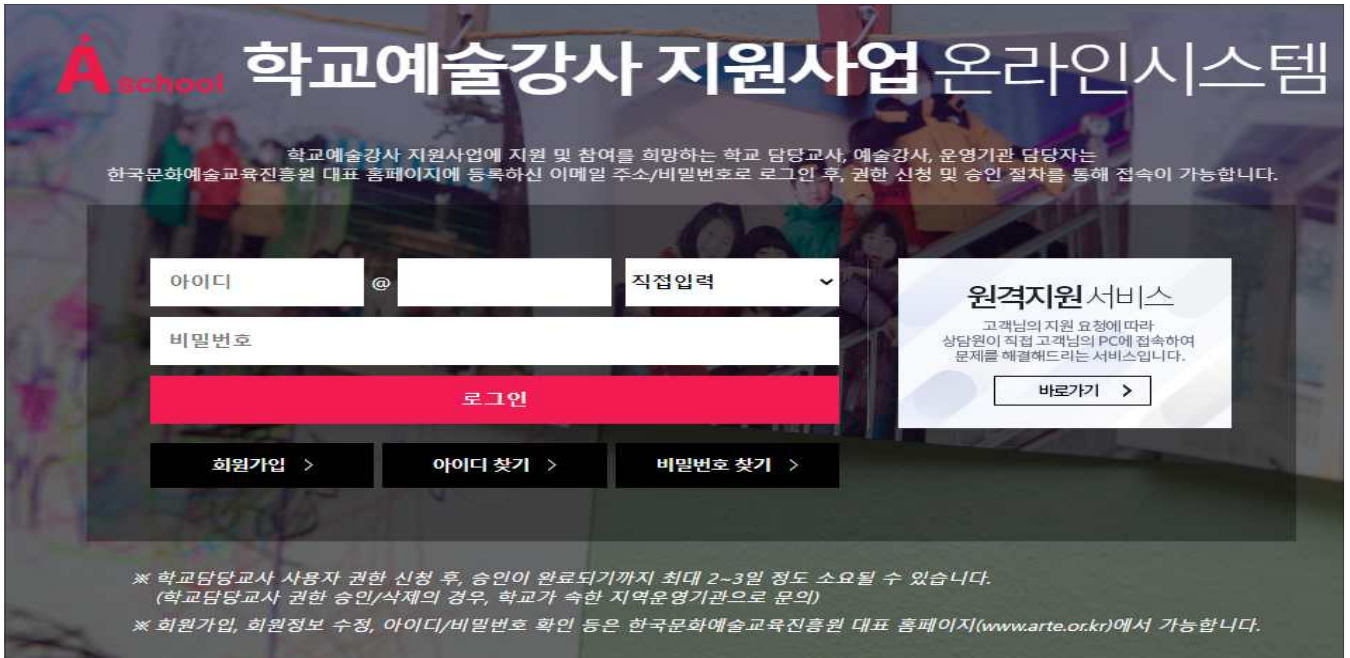 Aschool 학교예술강사 지원사업 온라인시스템
학교예술강사 지원사업에 지원 및 참여를 희망하는 학교 담당교사, 예술강사, 운영기관 담당자는
한국문화예술교육진흥원 대표 홈페이지에 등록하신 이메일 주소/비밀번호로 로그인 후, 권한 신청 및 승인 절차를 통해 접속이 가능합니다.
아이디 @ 직접입력
비밀번호
로그인
회원가입 > 아이디 찾기 > 비밀번호 찾기 >
원격지원 서비스
고객님의 지원 요청에 따라
상담원이 직접 고객님의 PC에 접속하여
문제를 해결해드리는 서비스입니다.
바로가기 >
※ 학교담당교사 사용자 권한 신청 후, 승인이 완료되기까지 최대 2~3일 정도 소요될 수 있습니다.
(학교담당교사 권한 승인/삭제의 경우, 학교가 속한 지역운영기관으로 문의)
※ 회원가입, 회원정보 수정, 아이디/비밀번호 확인 등은 한국문화예술교육진흥원 대표 홈페이지(www.arte.or.kr)에서 가능합니다.